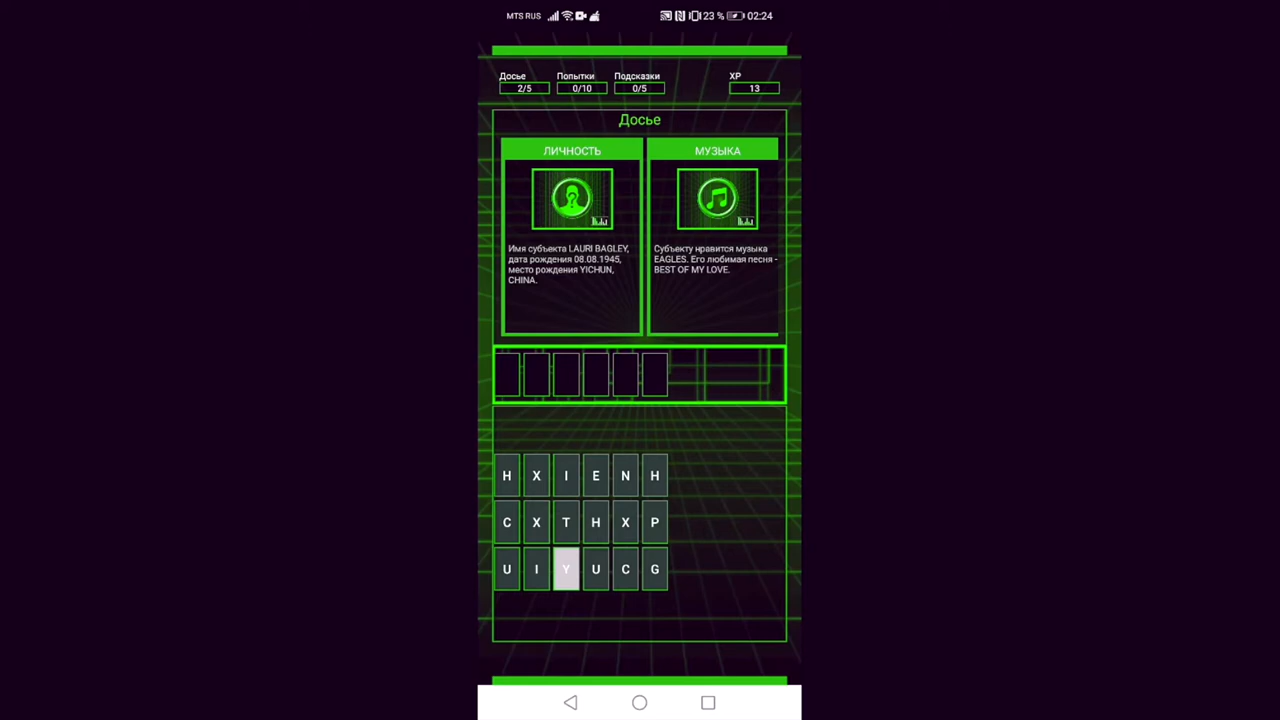 MTS RUS 23 % 02:24
Досье Попытки Подсказки XP
2/5 0/10 0/5 13
Досье
ЛИЧНОСТЬ
Имя субъекта LAURI BAGLEY,
дата рождения 08.08.1945,
место рождения YICHUN,
CHINA.
МУЗЫКА
Субъекту нравится музыка
EAGLES. Его любимая песня -
BEST OF MY LOVE.
H X I E N H
C X T H X P
U I Y U C G